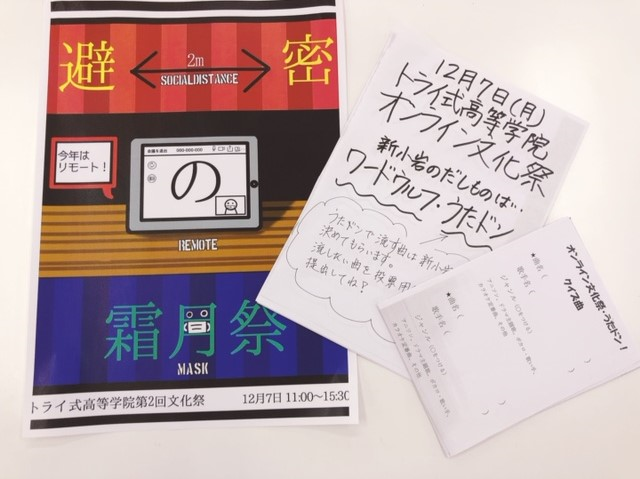 避 密
2m
SOCIALDISTANCE
今年は
リモート!
000-000-000
の
REMOTE
霜月祭
MASK
トライ式高等学院第2回文化祭 12月7日 11:00〜15:30
12月7日(月)
トライ式高等学院
オンライン文化祭
新小岩のだしものは…
ワードウルフ・うたドン
うたドンで流す曲は新小
決めてもらいます。
流したい曲を投票用
提出してね!
オンライン文化祭・うたドン!
クイズ曲
★曲名(　　)
歌手名(　　)
ジャンル
★曲名(　　)
歌手名(　　)
ジャンル